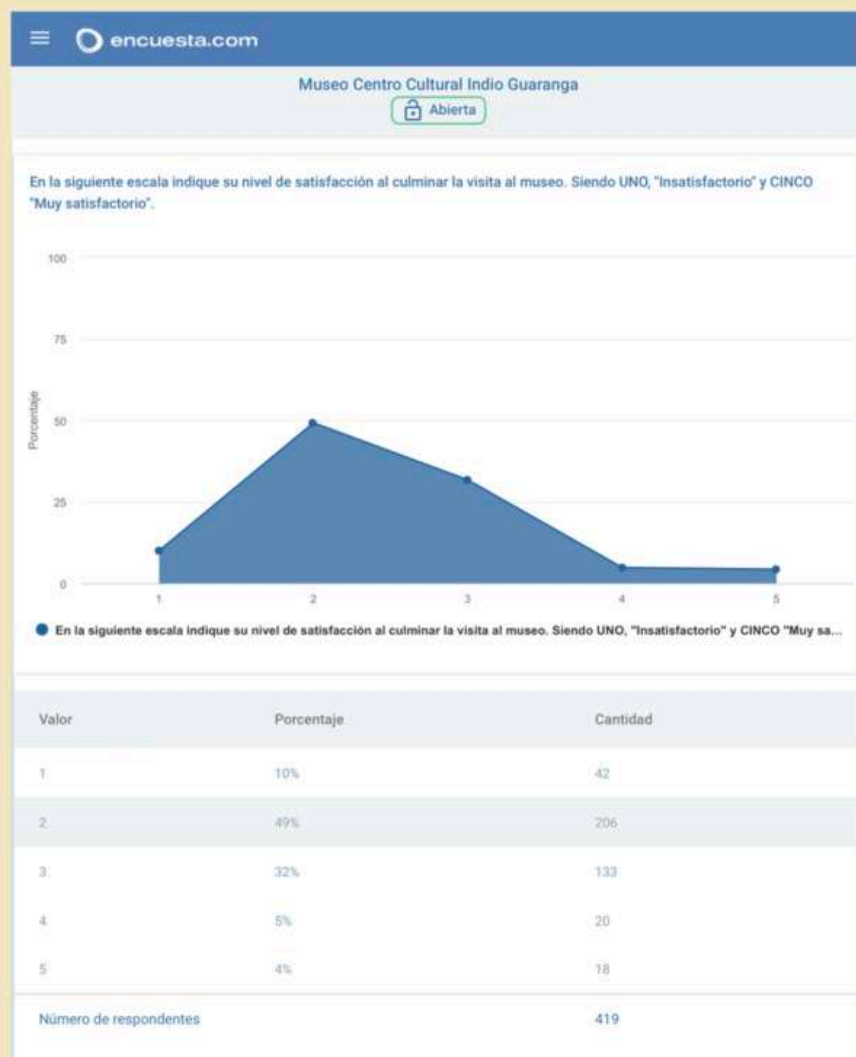 encuesta.com
Museo Centro Cultural Indio Guaranga
Abierta
En la siguiente escala indique su nivel de satisfacción al culminar la visita al museo. Siendo UNO, "Insatisfactorio" y CINCO
"Muy satisfactorio".
100
75
50
25
0
Porcentaje
1 2 3 4 5
En la siguiente escala indique su nivel de satisfacción al culminar la visita al museo. Siendo UNO, "Insatisfactorio" y CINCO "Muy sa...
Valor Porcentaje Cantidad
1 10% 42
2 49% 206
3 32% 133
4 5% 20
5 4% 18
Número de respondentes 419